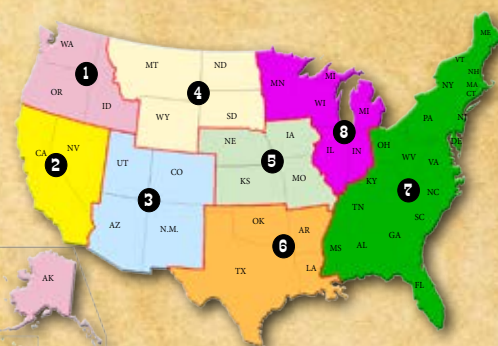 WA
1
OR
ID
MT
ND
4
WY
SD
MN
MI
WI
MI
8
IL
IN
ME
VT
NH
NY
MA
CT
PA
NJ
DE
OH
WV
VA
KY
7
NC
TN
SC
MS
AL
GA
FL
CA
NV
2
UT
CO
3
AZ
N.M.
NE
IA
5
KS
MO
OK
AR
6
TX
LA
AK